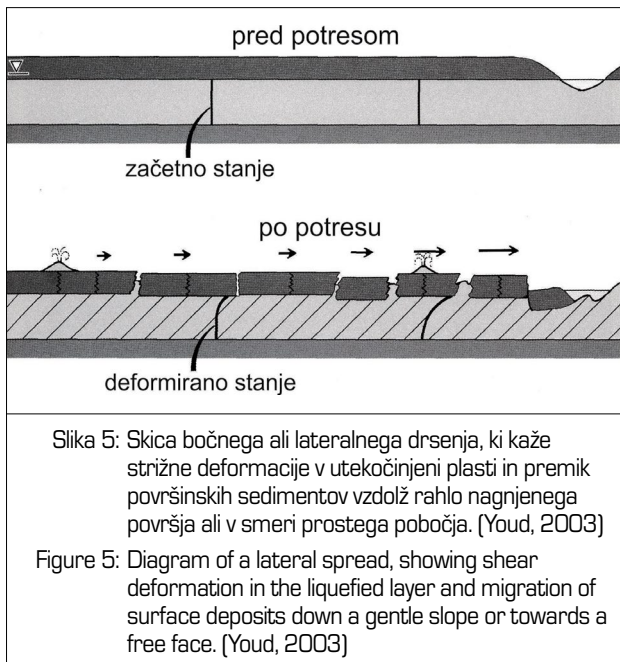 pred potresom
začetno stanje
po potresu
deformirano stanje
Slika 5: Skica bočnega ali lateralnega drsenja, ki kaže
strižne deformacije v utekočinjeni plasti in premik
površinskih sedimentov vzdolž rahlo nagnjenega
površja ali v smeri prostega pobočja. (Youd, 2003)
Figure 5: Diagram of a lateral spread, showing shear
deformation in the liquefied layer and migration of
surface deposits down a gentle slope or towards a
free face. (Youd, 2003)